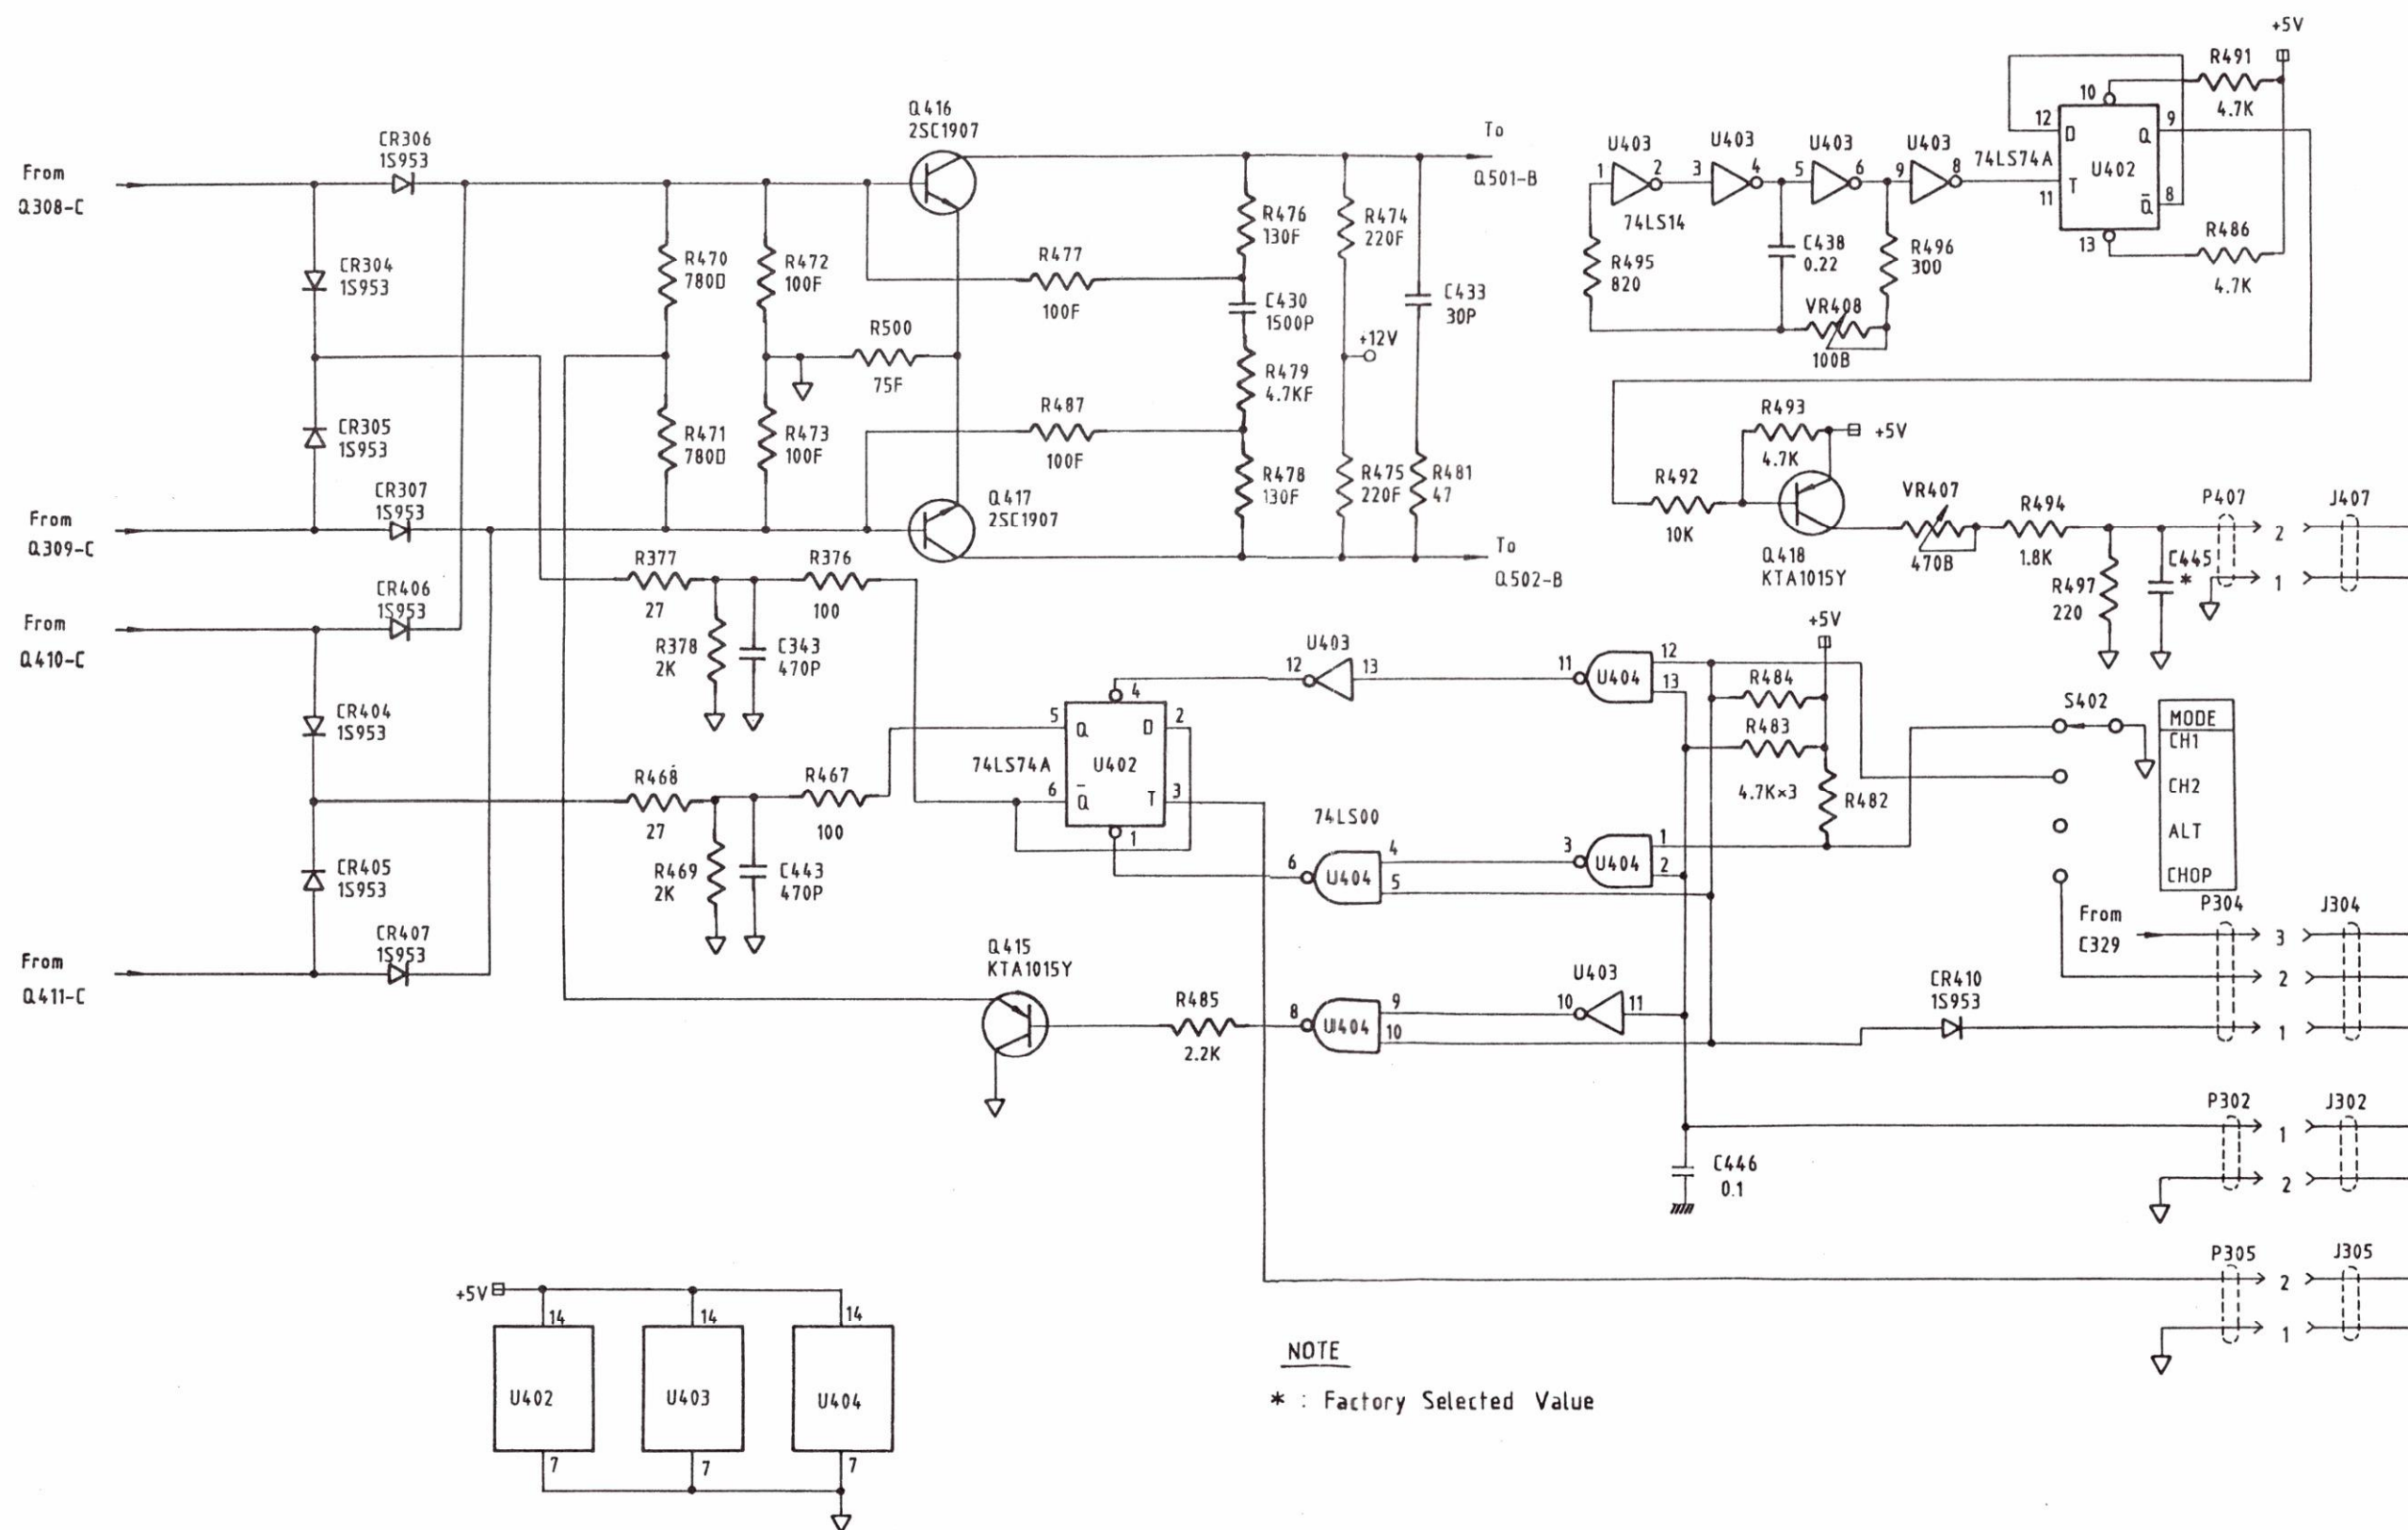 From
Q308-C
CR306
1S953
CR304
1S953
CR305
1S953
From
Q309-C
CR307
1S953
From
Q410-C
CR406
1S953
CR404
1S953
CR405
1S953
From
Q411-C
CR407
1S953
R470
780D
R472
100F
R471
780D
R473
100F
R500
75F
Q416
2SC1907
Q417
2SC1907
R477
100F
R487
100F
R476
130F
C430
1500P
R479
4.7KF
R478
130F
R474
220F
+12V
R475
220F
C433
30P
R481
47
To
Q501-B
To
Q502-B
R377
27
R376
100
R378
2K
C343
470P
R468
27
R467
100
R469
2K
C443
470P
74LS74A
U402
4
5
Q
D
2
6
Q̅
T
3
1
Q415
KTA1015Y
R485
2.2K
U403
12
13
11
U404
12
13
74LS00
6
U404
4
5
3
U404
1
2
8
U404
9
10
U403
10
11
+5V
R484
R483
4.7K×3
R482
S402
MODE
CH1
CH2
ALT
CHOP
U403
1
2
74LS14
U403
3
4
U403
5
6
U403
9
8
R495
820
C438
0.22
R496
300
VR408
100B
74LS74A
U402
10
12
D
Q
9
T
11
Q̅
8
13
R491
4.7K
+5V
R486
4.7K
R493
4.7K
+5V
R492
10K
Q418
KTA1015Y
VR407
470B
R494
1.8K
R497
220
C445
*
P407
J407
2
1
From
C329
P304
J304
3
2
1
CR410
1S953
P302
J302
1
2
C446
0.1
P305
J305
2
1
+5V
14
14
14
U402
U403
U404
7
7
7
NOTE
* : Factory Selected Value